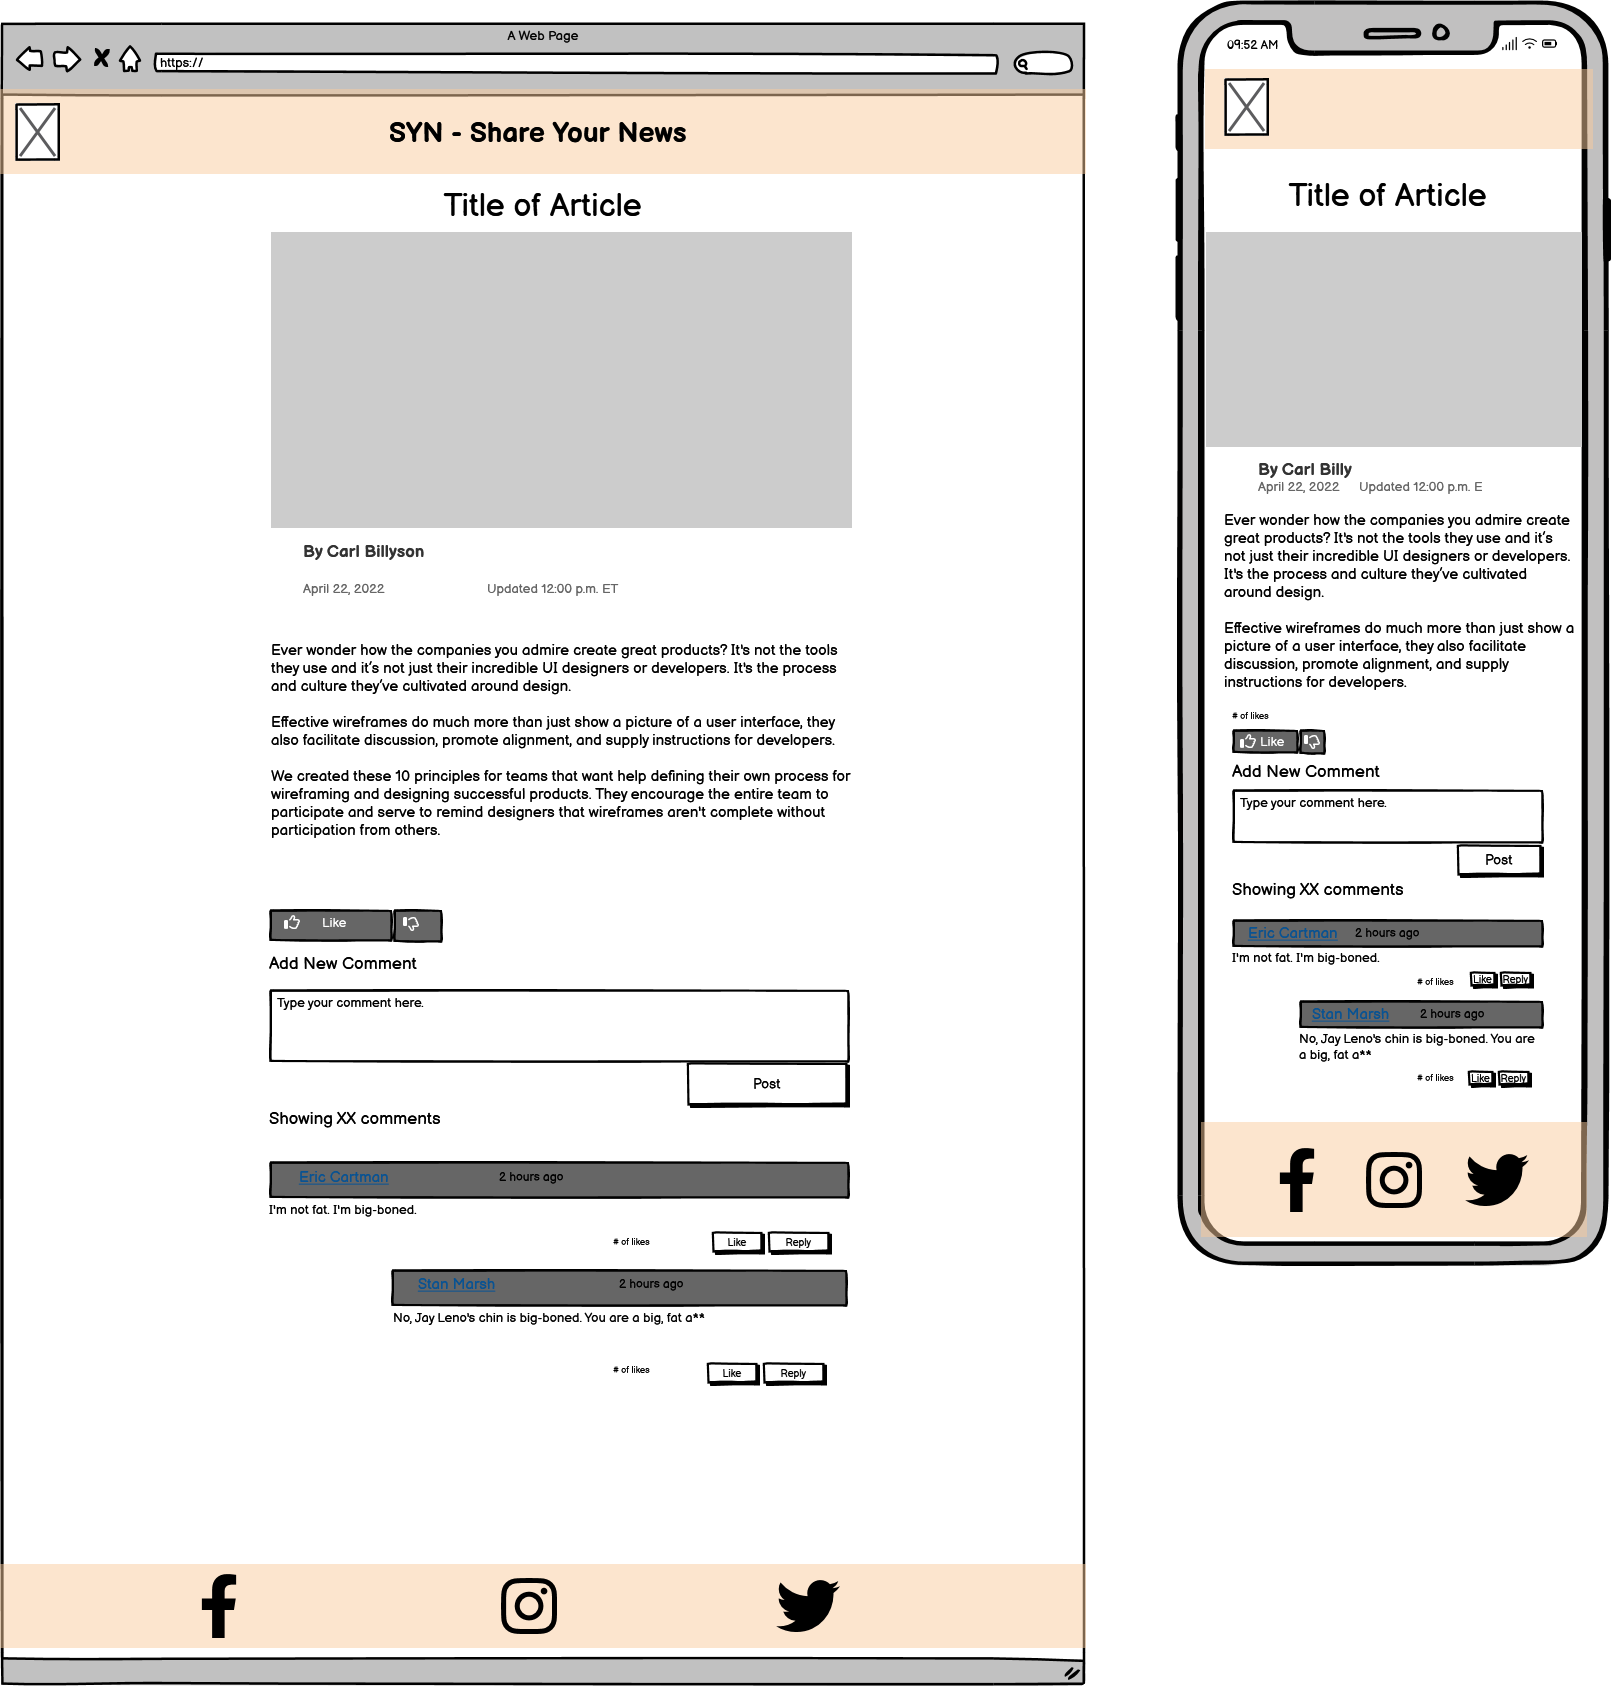 A Web Page
https://
SYN - Share Your News
Title of Article
By Carl Billyson
April 22, 2022 Updated 12:00 p.m. ET
Ever wonder how the companies you admire create great products? It's not the tools
they use and it’s not just their incredible UI designers or developers. It's the process
and culture they’ve cultivated around design.
Effective wireframes do much more than just show a picture of a user interface, they
also facilitate discussion, promote alignment, and supply instructions for developers.
We created these 10 principles for teams that want help defining their own process for
wireframing and designing successful products. They encourage the entire team to
participate and serve to remind designers that wireframes aren't complete without
participation from others.
Like
Add New Comment
Type your comment here.
Post
Showing XX comments
Eric Cartman 2 hours ago
I'm not fat. I'm big-boned.
# of likes Like Reply
Stan Marsh 2 hours ago
No, Jay Leno's chin is big-boned. You are a big, fat a**
# of likes Like Reply
09:52 AM
Title of Article
By Carl Billy
April 22, 2022 Updated 12:00 p.m. E
Ever wonder how the companies you admire create
great products? It's not the tools they use and it’s
not just their incredible UI designers or developers.
It's the process and culture they’ve cultivated
around design.
Effective wireframes do much more than just show a
picture of a user interface, they also facilitate
discussion, promote alignment, and supply
instructions for developers.
# of likes
Like
Add New Comment
Type your comment here.
Post
Showing XX comments
Eric Cartman 2 hours ago
I'm not fat. I'm big-boned.
# of likes Like Reply
Stan Marsh 2 hours ago
No, Jay Leno's chin is big-boned. You are
a big, fat a**
# of likes Like Reply